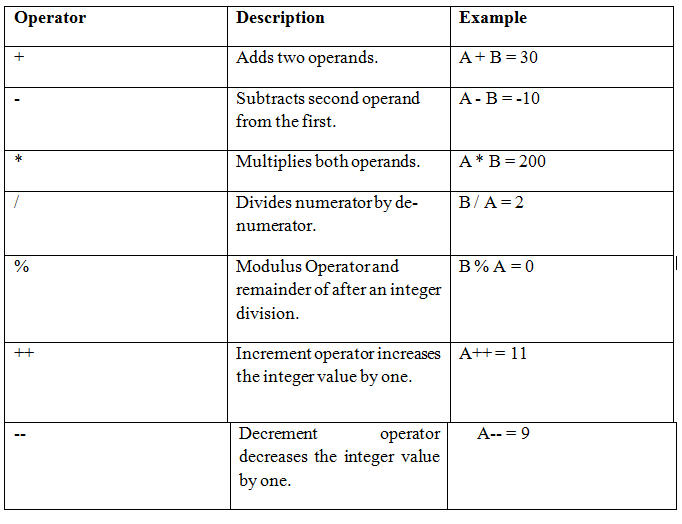 Operator Description Example
+ Adds two operands. A + B = 30
- Subtracts second operand A - B = -10
from the first.
* Multiplies both operands. A * B = 200
/ Divides numerator by de- B / A = 2
numerator.
% Modulus Operator and B % A = 0
remainder of after an integer
division.
++ Increment operator increases A++ = 11
the integer value by one.
-- Decrement operator A-- = 9
decreases the integer value
by one.